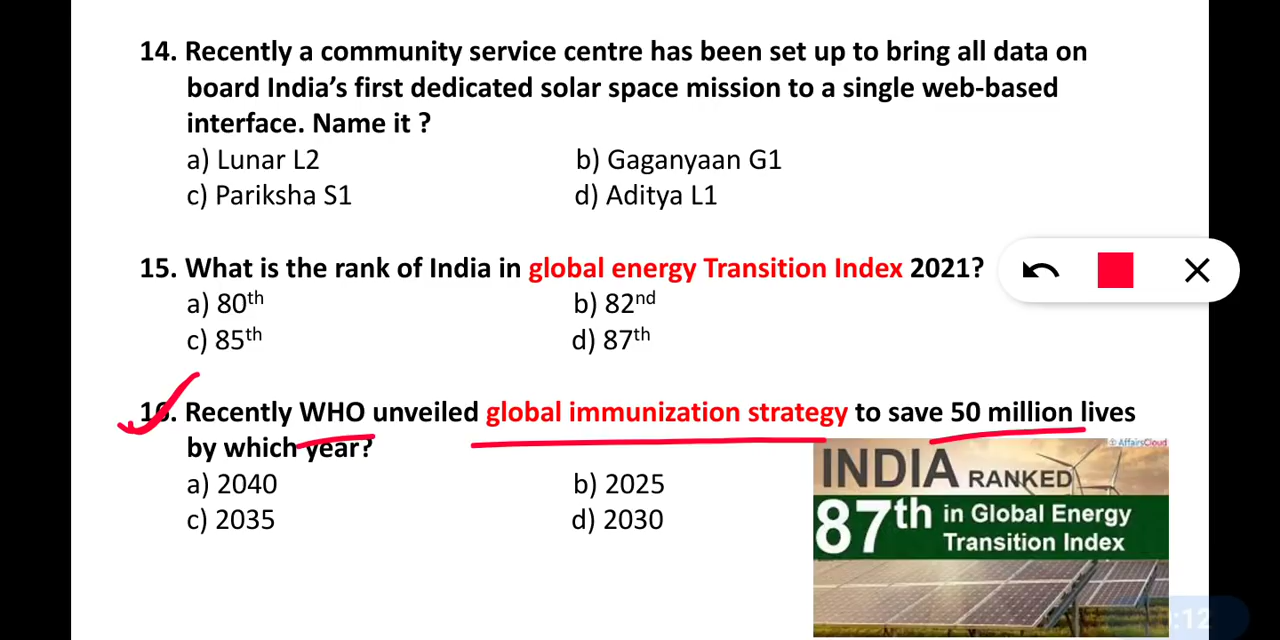 14. Recently a community service centre has been set up to bring all data on
board India's first dedicated solar space mission to a single web-based
interface. Name it ?
a) Lunar L2 b) Gaganyaan G1
c) Pariksha S1 d) Aditya L1
15. What is the rank of India in global energy Transition Index 2021?
a) 80th b) 82nd
c) 85th d) 87th
16. Recently WHO unveiled global immunization strategy to save 50 million lives
by which year?
a) 2040 b) 2025
c) 2035 d) 2030
AffairsCloud
INDIA RANKED
87th in Global Energy
Transition Index
:12